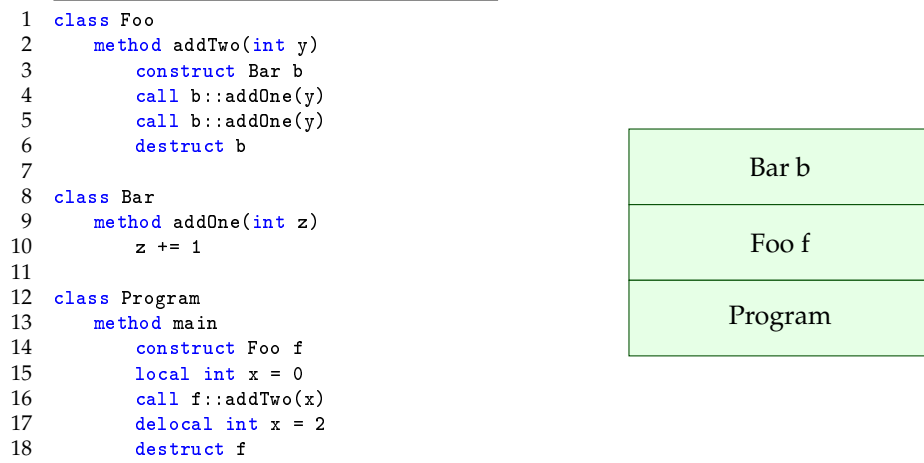 1 class Foo
2 method addTwo(int y)
3 construct Bar b
4 call b::addOne(y)
5 call b::addOne(y)
6 destruct b
7
8 class Bar
9 method addOne(int z)
10 z += 1
11
12 class Program
13 method main
14 construct Foo f
15 local int x = 0
16 call f::addTwo(x)
17 delocal int x = 2
18 destruct f
Bar b
Foo f
Program